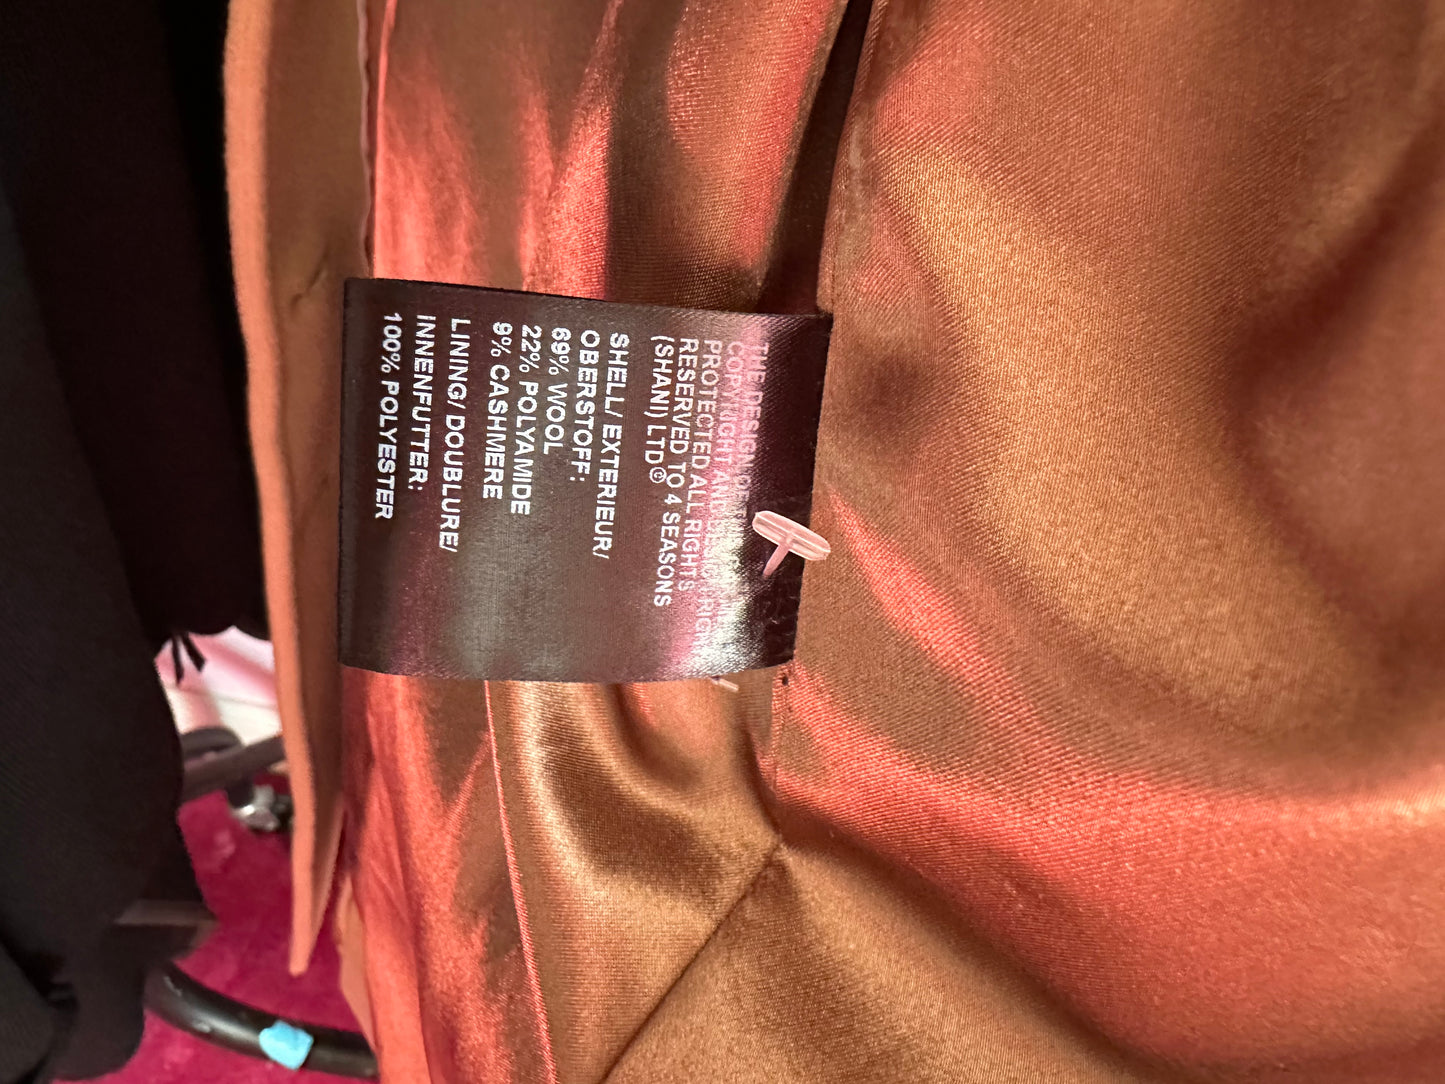 THE DESIGN OF
COPYRIGHT AND
PROTECTED ALL RIGHTS
RESERVED TO 4 SEASONS
(SHANI) LTD©
SHELL/ EXTERIEUR/
OBERSTOFF:
69% WOOL
22% POLYAMIDE
9% CASHMERE
LINING/ DOUBLURE/
INNENFUTTER:
100% POLYESTER